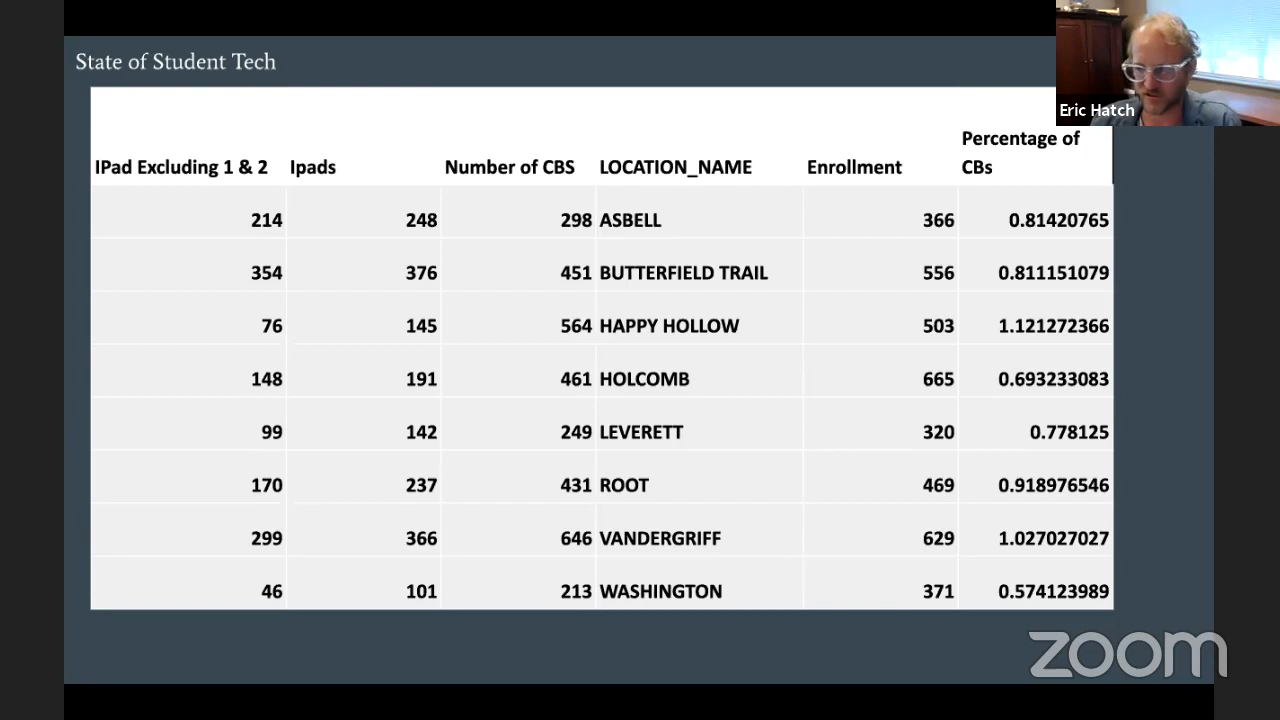 State of Student Tech
Eric Hatch
IPad Excluding 1 & 2 Ipads Number of CBS LOCATION_NAME Enrollment Percentage of CBs
214 248 298 ASBELL 366 0.81420765
354 376 451 BUTTERFIELD TRAIL 556 0.811151079
76 145 564 HAPPY HOLLOW 503 1.121272366
148 191 461 HOLCOMB 665 0.693233083
99 142 249 LEVERETT 320 0.778125
170 237 431 ROOT 469 0.918976546
299 366 646 VANDERGRIFF 629 1.027027027
46 101 213 WASHINGTON 371 0.574123989
zoom